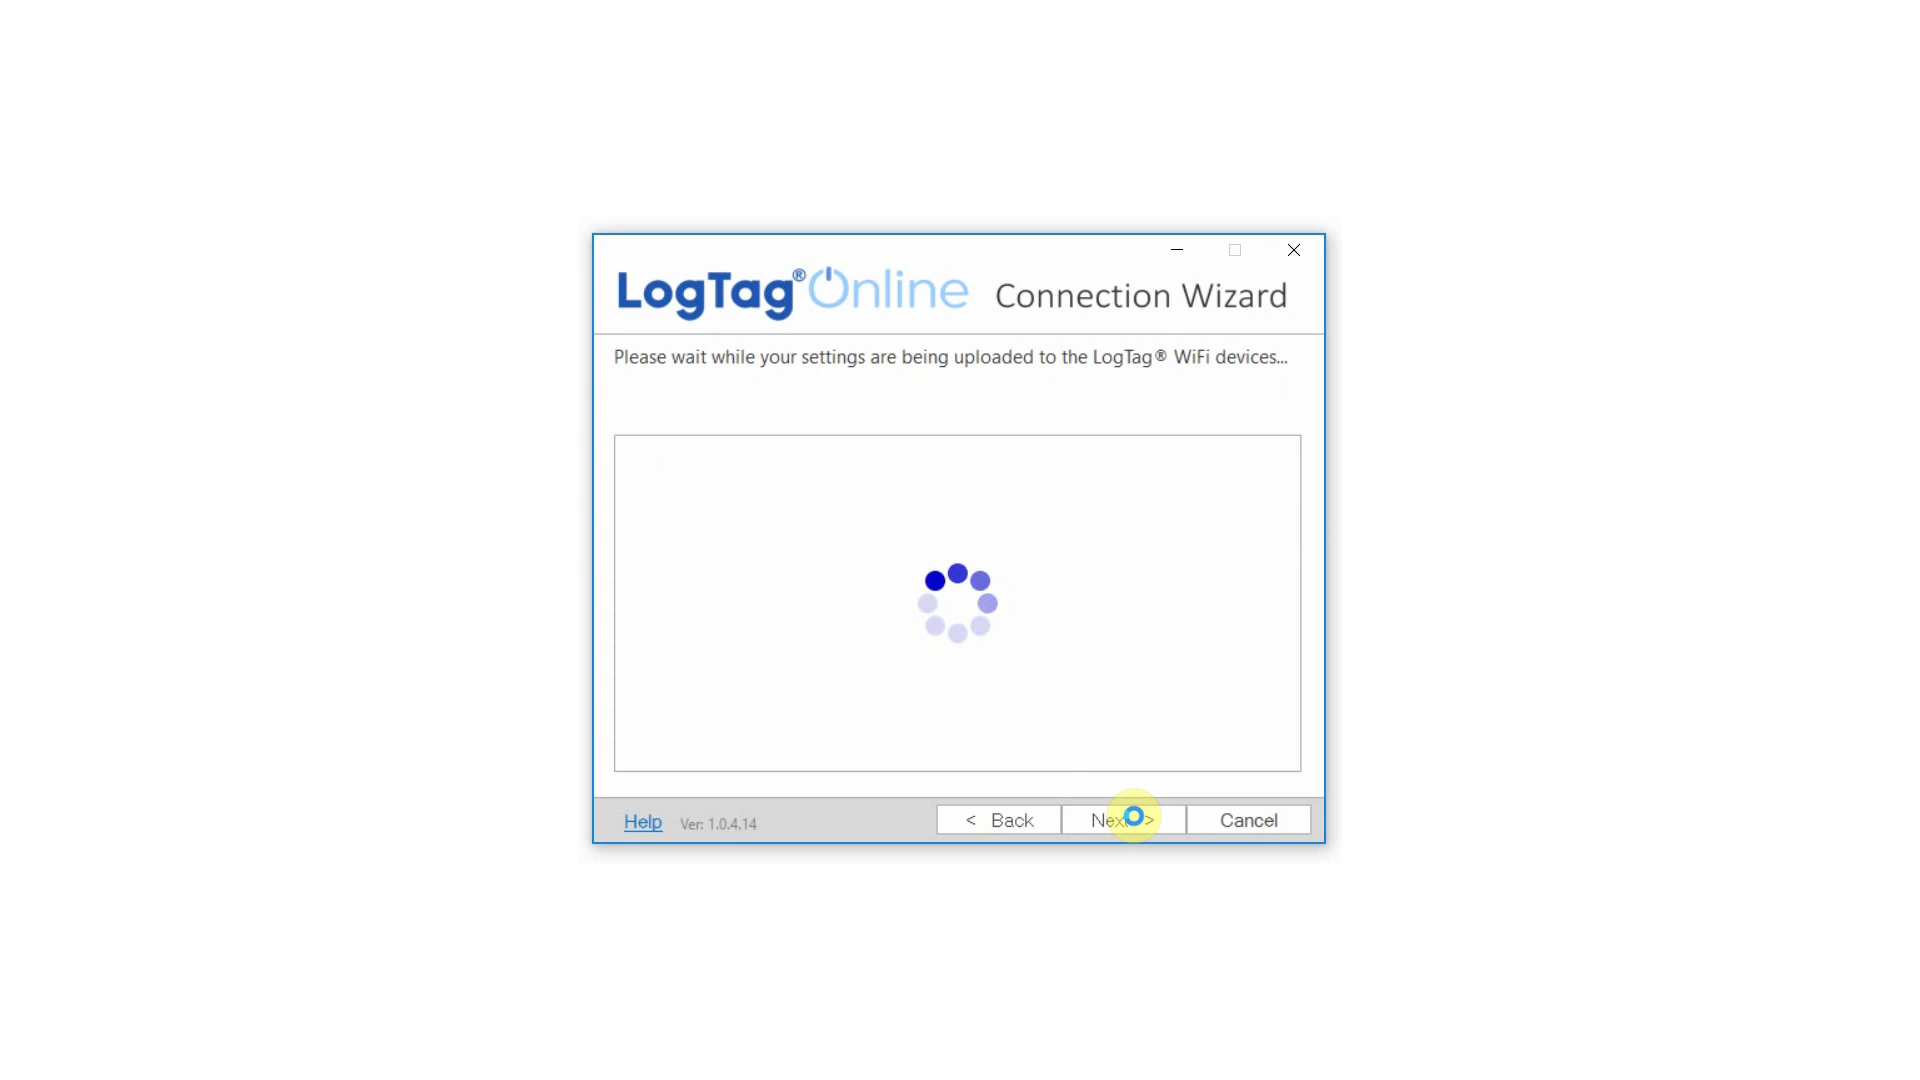 LogTag® Online Connection Wizard
Please wait while your settings are being uploaded to the LogTag® WiFi devices...
Help Ver: 1.0.4.14 < Back Next > Cancel